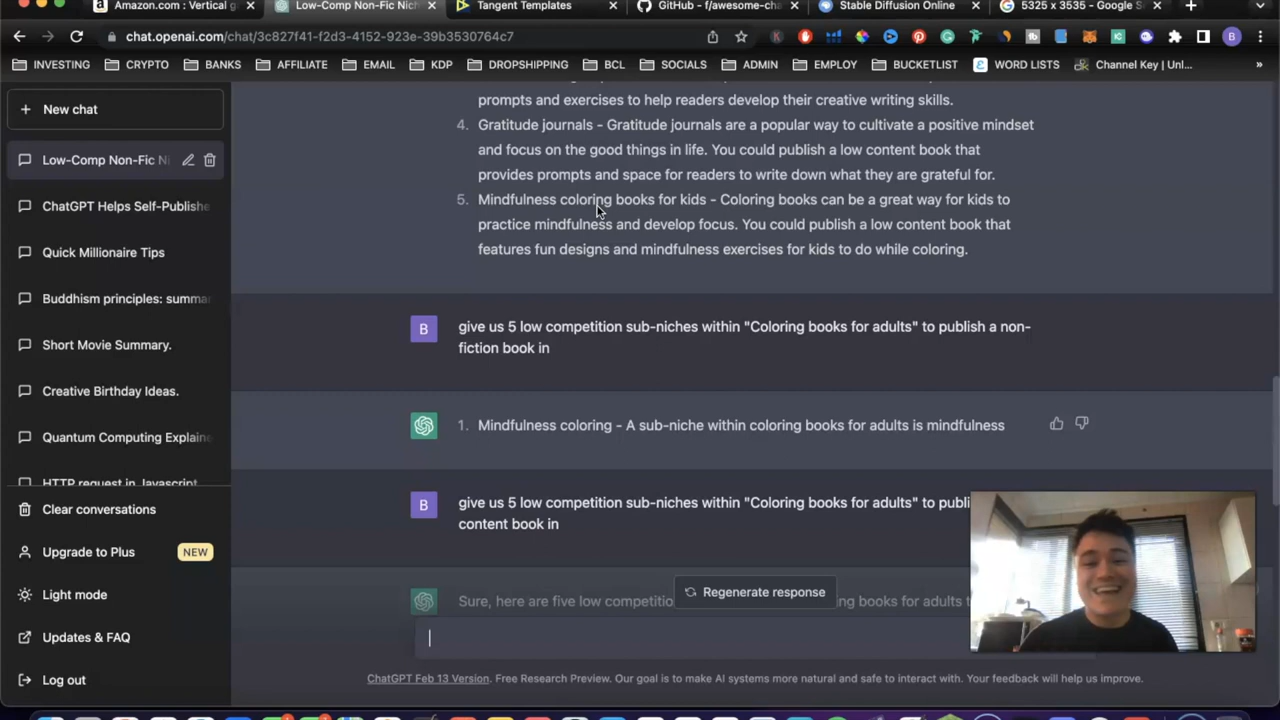 Amazon.com : Vertical g
Low-Comp Non-Fic Nich
Tangent Templates
GitHub - f/awesome-cha
Stable Diffusion Online
5325 x 3535 - Google S
chat.openai.com/chat/3c827f41-f2d3-4152-923e-39b3530764c7
B
INVESTING
CRYPTO
BANKS
AFFILIATE
EMAIL
KDP
DROPSHIPPING
BCL
SOCIALS
ADMIN
EMPLOY
BUCKETLIST
WORD LISTS
Channel Key | Unl...
New chat
Low-Comp Non-Fic Ni
ChatGPT Helps Self-Publishe
Quick Millionaire Tips
Buddhism principles: summa
Short Movie Summary.
Creative Birthday Ideas.
Quantum Computing Explaine
HTTP request in Javascript
Clear conversations
Upgrade to Plus NEW
Light mode
Updates & FAQ
Log out
prompts and exercises to help readers develop their creative writing skills.
4. Gratitude journals - Gratitude journals are a popular way to cultivate a positive mindset
and focus on the good things in life. You could publish a low content book that
provides prompts and space for readers to write down what they are grateful for.
5. Mindfulness coloring books for kids - Coloring books can be a great way for kids to
practice mindfulness and develop focus. You could publish a low content book that
features fun designs and mindfulness exercises for kids to do while coloring.
B
give us 5 low competition sub-niches within "Coloring books for adults" to publish a non-
fiction book in
1. Mindfulness coloring - A sub-niche within coloring books for adults is mindfulness
B
give us 5 low competition sub-niches within "Coloring books for adults" to publi
content book in
Sure, here are five low competitio
ng books for adults t
Regenerate response
ChatGPT Feb 13 Version. Free Research Preview. Our goal is to make AI systems more natural and safe to interact with. Your feedback will help us improve.